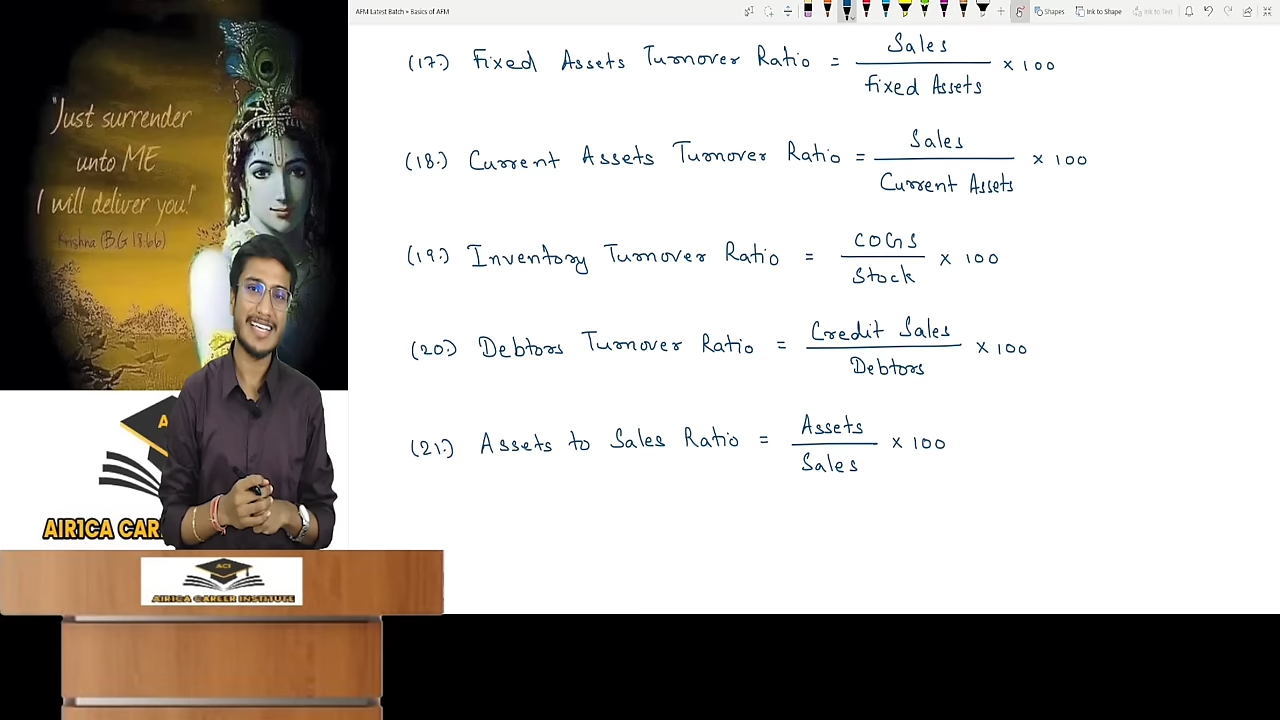 AFM Latest Batch » Basics of AFM
Shapes
Ink to Shape
Ink to Text
"Just surrender
unto ME
I will deliver you!"
Krishna (B.G 18:66)
(17.) Fixed Assets Turnover Ratio = Sales / Fixed Assets × 100
(18.) Current Assets Turnover Ratio = Sales / Current Assets × 100
(19.) Inventory Turnover Ratio = COGS / Stock × 100
(20.) Debtors Turnover Ratio = Credit Sales / Debtors × 100
(21.) Assets to Sales Ratio = Assets / Sales × 100
A
AIR1CA CAR
ACI
AIR1CA CAREER INSTITUTE